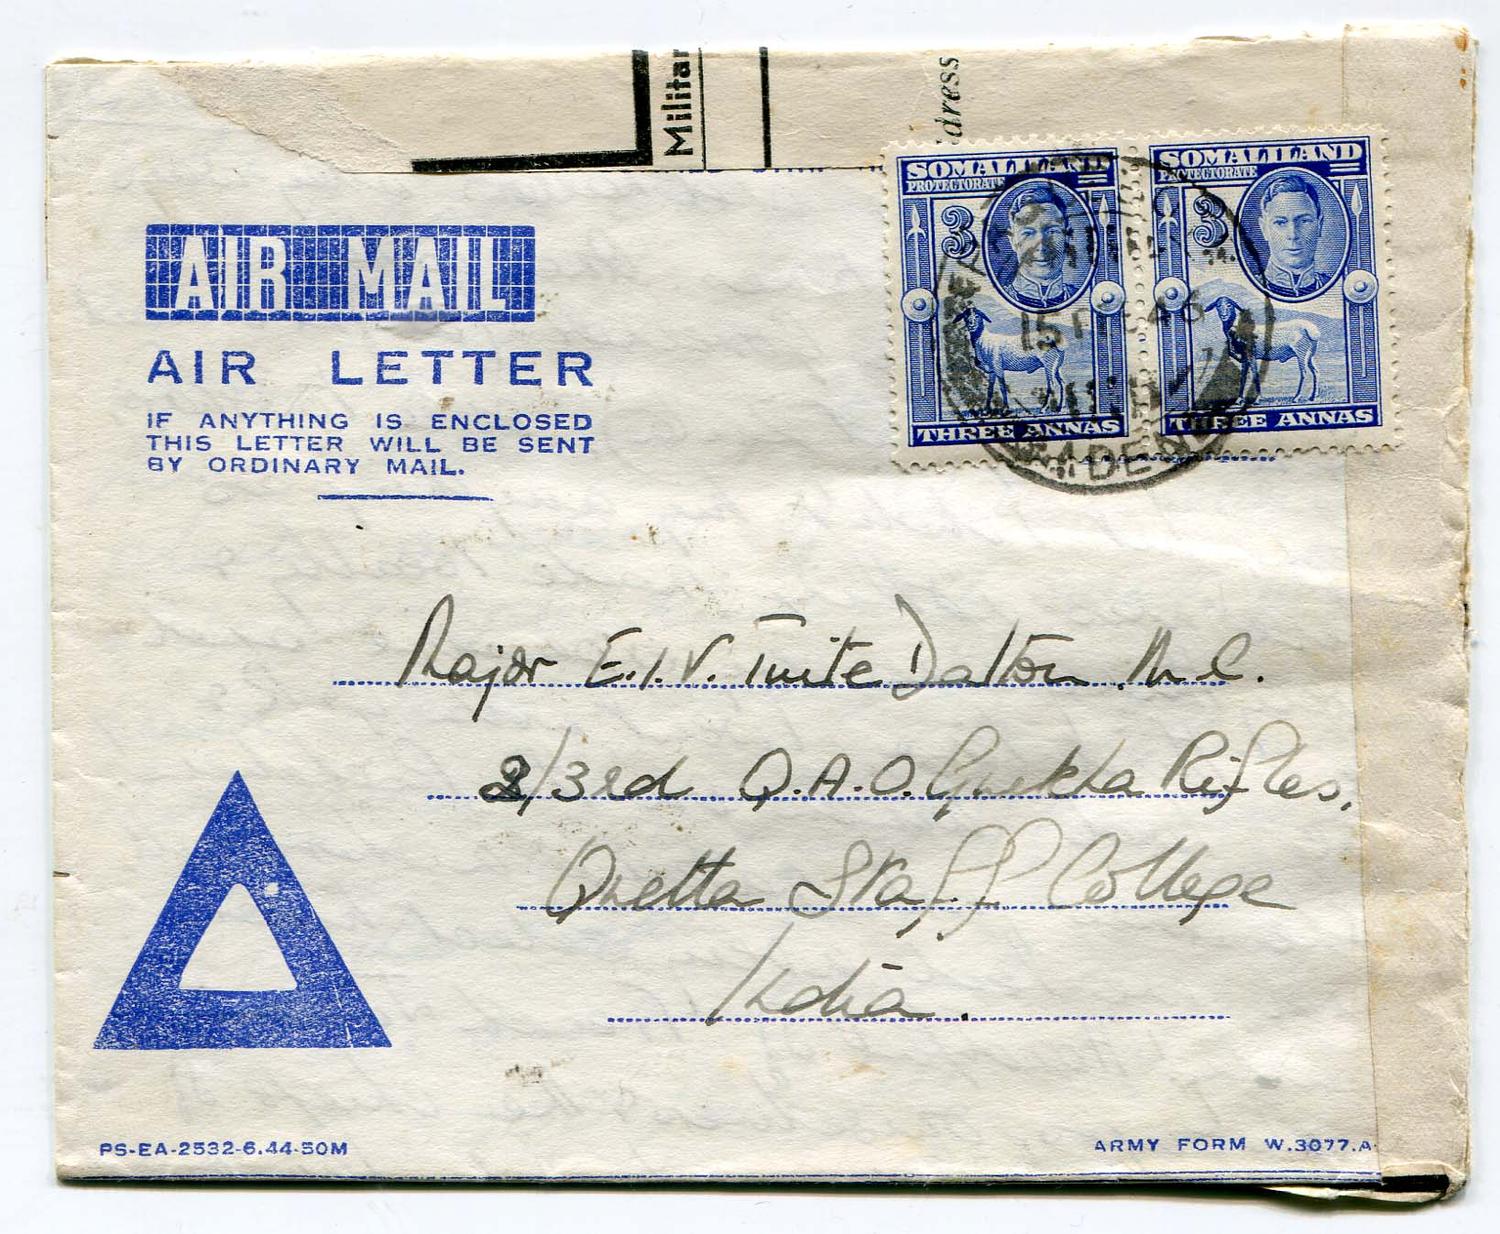 Militar
dress
SOMALILAND
PROTECTORATE
3
THREE ANNAS
SOMALILAND
PROTECTORATE
3
THREE ANNAS
ADEN
AIR MAIL
AIR LETTER
IF ANYTHING IS ENCLOSED
THIS LETTER WILL BE SENT
BY ORDINARY MAIL.
Major E.I.V. Tuite Dalton M.C.
2/3rd Q.A.O. Gurkha Rifles.
Quetta Staff College
India.
PS-EA-2532-6.44-50M
ARMY FORM W.3077.A